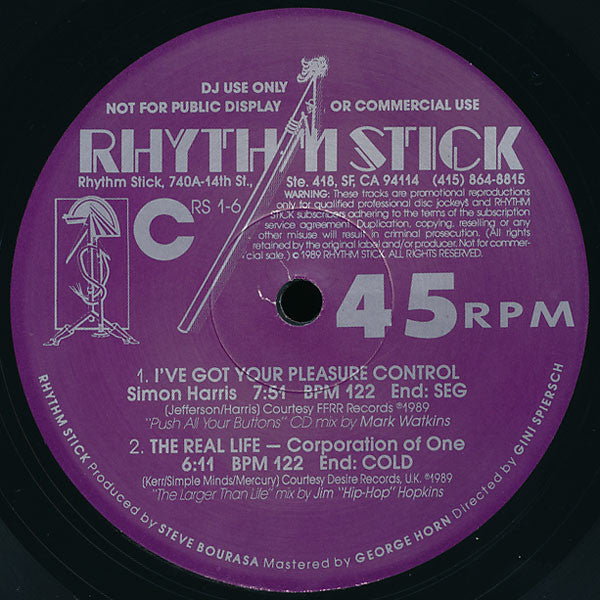 DJ USE ONLY
NOT FOR PUBLIC DISPLAY OR COMMERCIAL USE
RHYTHM STICK
Rhythm Stick, 740A-14th St., Ste. 418, SF, CA 94114 (415) 864-8815
WARNING: These tracks are promotional reproductions
only for qualified professional disc jockeys and RHYTHM
STICK subscribers adhering to the terms of the subscription
service agreement. Duplication, copying, reselling or any
other misuse will result in criminal prosecution. (All rights
retained by the original label and/or producer. Not for commer-
cial sale.) © 1989 RHYTHM STICK. ALL RIGHTS RESERVED.
C RS 1-6
45 RPM
1. I'VE GOT YOUR PLEASURE CONTROL
Simon Harris 7:51 BPM 122 End: SEG
(Jefferson/Harris) Courtesy FFRR Records ℗1989
"Push All Your Buttons" CD mix by Mark Watkins
2. THE REAL LIFE — Corporation of One
6:11 BPM 122 End: COLD
(Kerr/Simple Minds/Mercury) Courtesy Desire Records, U.K. ℗1989
"The Larger Than Life" mix by Jim "Hip-Hop" Hopkins
RHYTHM STICK Produced by STEVE BOURASA Mastered by GEORGE HORN Directed by GINI SPIERSCH